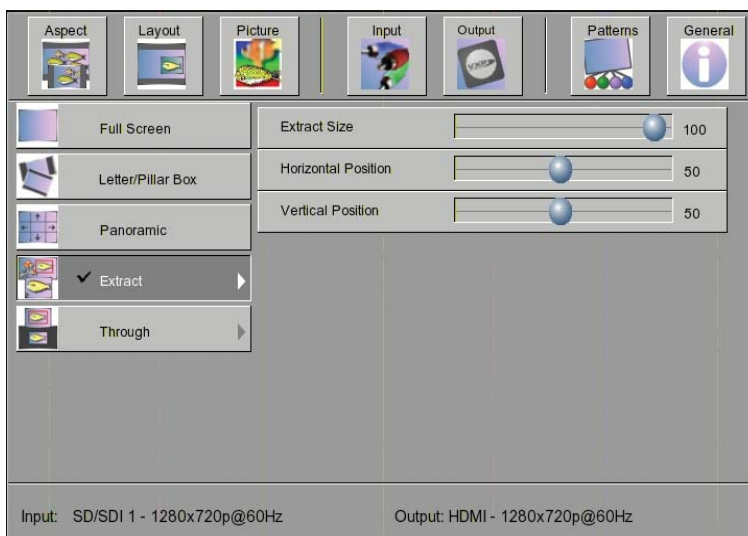 Aspect Layout Picture Input Output Patterns General
Full Screen
Letter/Pillar Box
Panoramic
✔ Extract
Through
Extract Size 100
Horizontal Position 50
Vertical Position 50
Input: SD/SDI 1 - 1280x720p@60Hz Output: HDMI - 1280x720p@60Hz